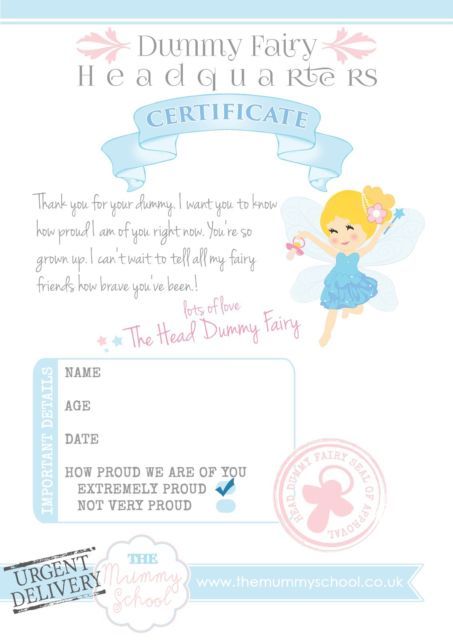 Dummy Fairy
Headquarters
CERTIFICATE
Thank you for your dummy. I want you to know
how proud I am of you right now. You're so
grown up. I can't wait to tell all my fairy
friends how brave you've been!
lots of love
The Head Dummy Fairy
IMPORTANT DETAILS
NAME
AGE
DATE
HOW PROUD WE ARE OF YOU
EXTREMELY PROUD
NOT VERY PROUD
HEAD DUMMY FAIRY SEAL OF APPROVAL
URGENT
DELIVERY
THE
Mummy
School
www.themummyschool.co.uk